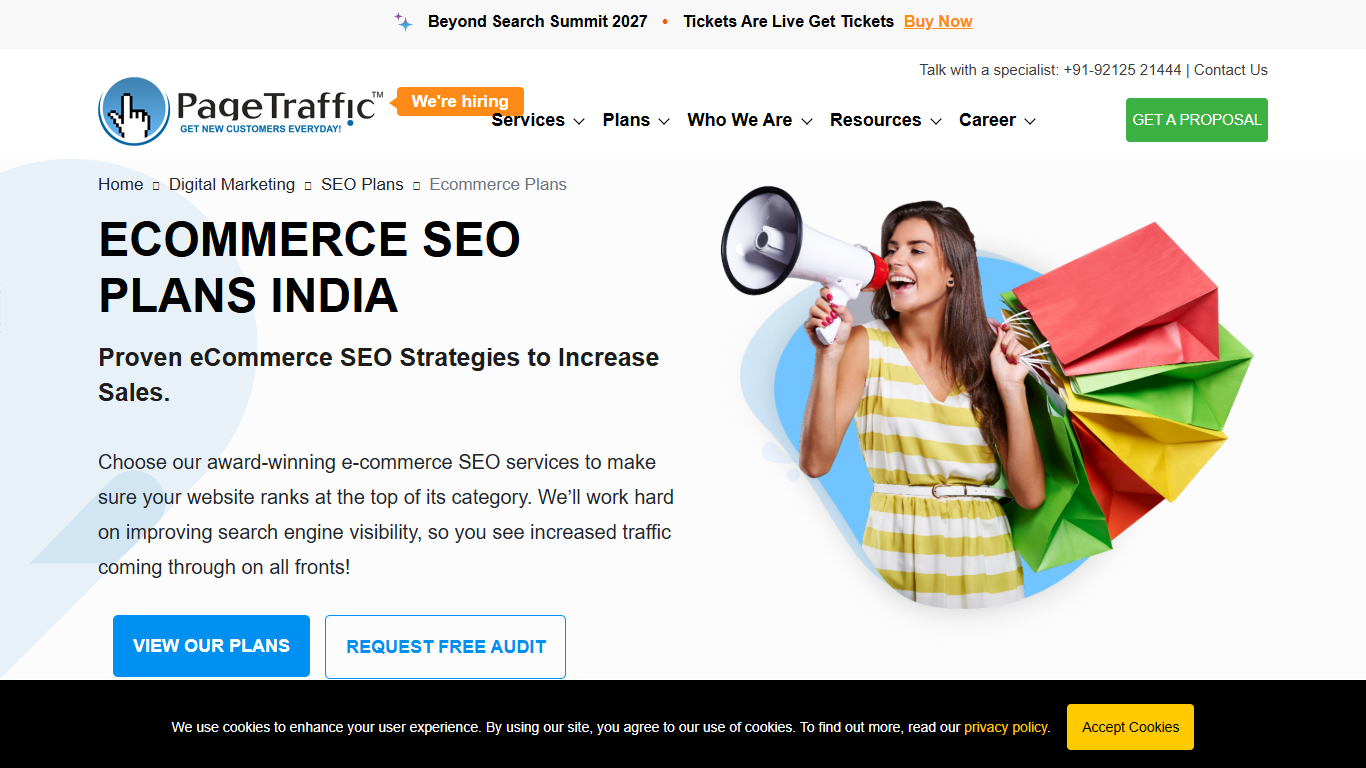 Beyond Search Summit 2027 • Tickets Are Live Get Tickets Buy Now
Talk with a specialist: +91-92125 21444 | Contact Us
PageTraffic™
GET NEW CUSTOMERS EVERYDAY!
We're hiring
Services Plans Who We Are Resources Career
GET A PROPOSAL
Home Digital Marketing SEO Plans Ecommerce Plans
ECOMMERCE SEO
PLANS INDIA
Proven eCommerce SEO Strategies to Increase
Sales.
Choose our award-winning e-commerce SEO services to make
sure your website ranks at the top of its category. We’ll work hard
on improving search engine visibility, so you see increased traffic
coming through on all fronts!
VIEW OUR PLANS
REQUEST FREE AUDIT
We use cookies to enhance your user experience. By using our site, you agree to our use of cookies. To find out more, read our privacy policy.
Accept Cookies